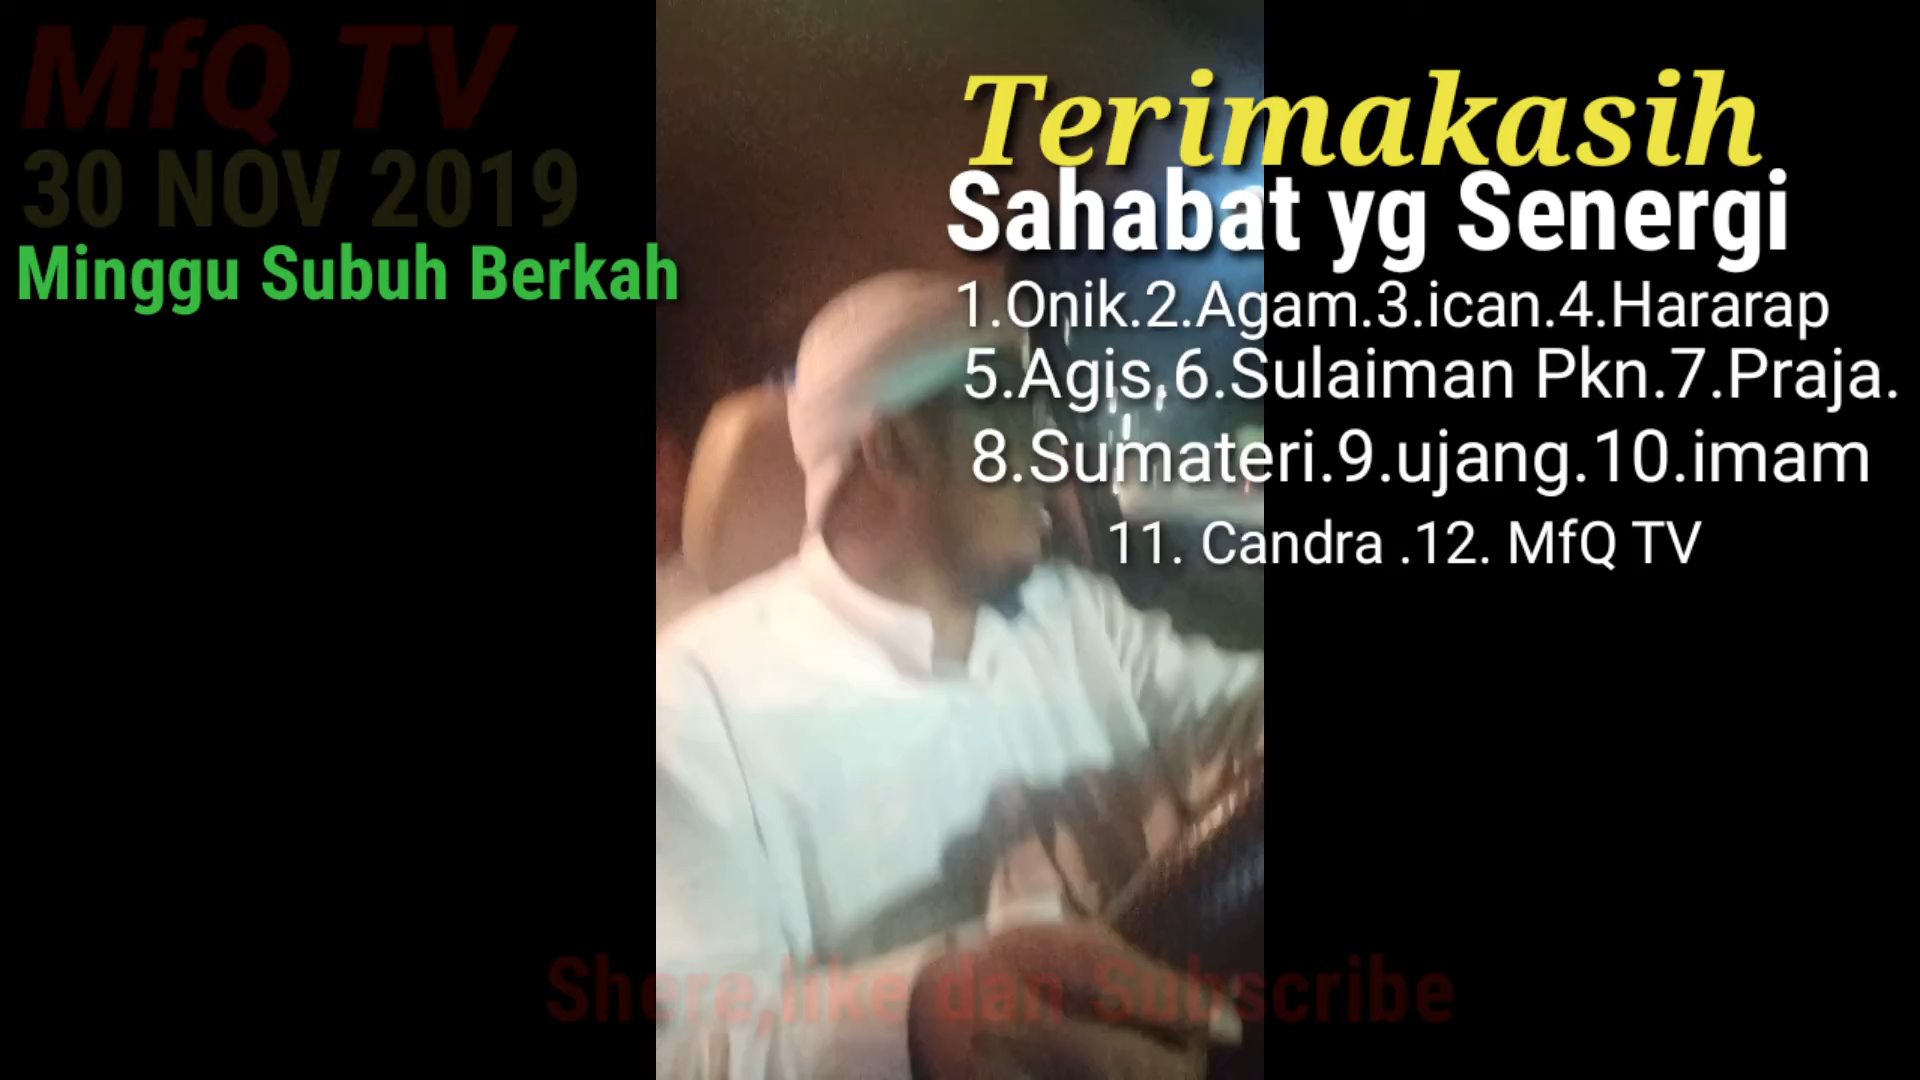 MfQ TV
30 NOV 2019
Minggu Subuh Berkah
Terimakasih
Sahabat yg Senergi
1.Onik.2.Agam.3.ican.4.Hararap
5.Agis.6.Sulaiman Pkn.7.Praja.
8.Sumateri.9.ujang.10.imam
11. Candra .12. MfQ TV
Shere,like dan Subscribe